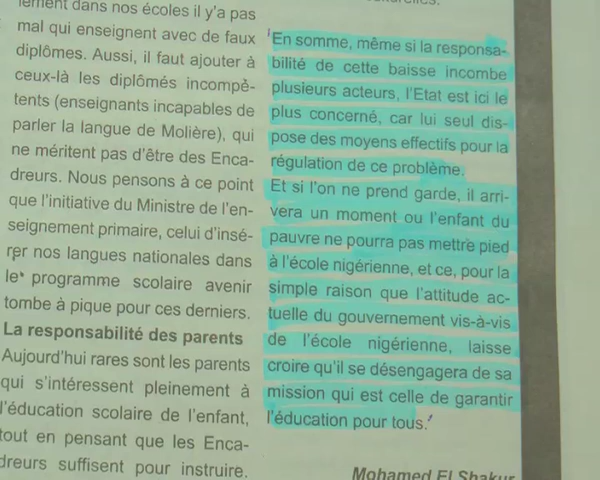 lement dans nos écoles il y'a pas
mal qui enseignent avec de faux
diplômes. Aussi, il faut ajouter à
ceux-là les diplômés incompè-
tents (enseignants incapables de
parler la langue de Molière), qui
ne méritent pas d'être des Enca-
dreurs. Nous pensons à ce point
que l'initiative du Ministre de l'en-
seignement primaire, celui d'insé-
rer nos langues nationales dans
le programme scolaire avenir
tombe à pique pour ces derniers.
La responsabilité des parents
Aujourd'hui rares sont les parents
qui s'intéressent pleinement à
l'éducation scolaire de l'enfant,
tout en pensant que les Enca-
dreurs suffisent pour instruire.
En somme, même si la responsa-
bilité de cette baisse incombe
plusieurs acteurs, l'Etat est ici le
plus concerné, car lui seul dis-
pose des moyens effectifs pour la
régulation de ce problème.
Et si l'on ne prend garde, il arri-
vera un moment ou l'enfant du
pauvre ne pourra pas mettre pied
à l'école nigérienne, et ce, pour la
simple raison que l'attitude ac-
tuelle du gouvernement vis-à-vis
de l'école nigérienne, laisse
croire qu'il se désengagera de sa
mission qui est celle de garantir
l'éducation pour tous.
Mohamed El Shakur